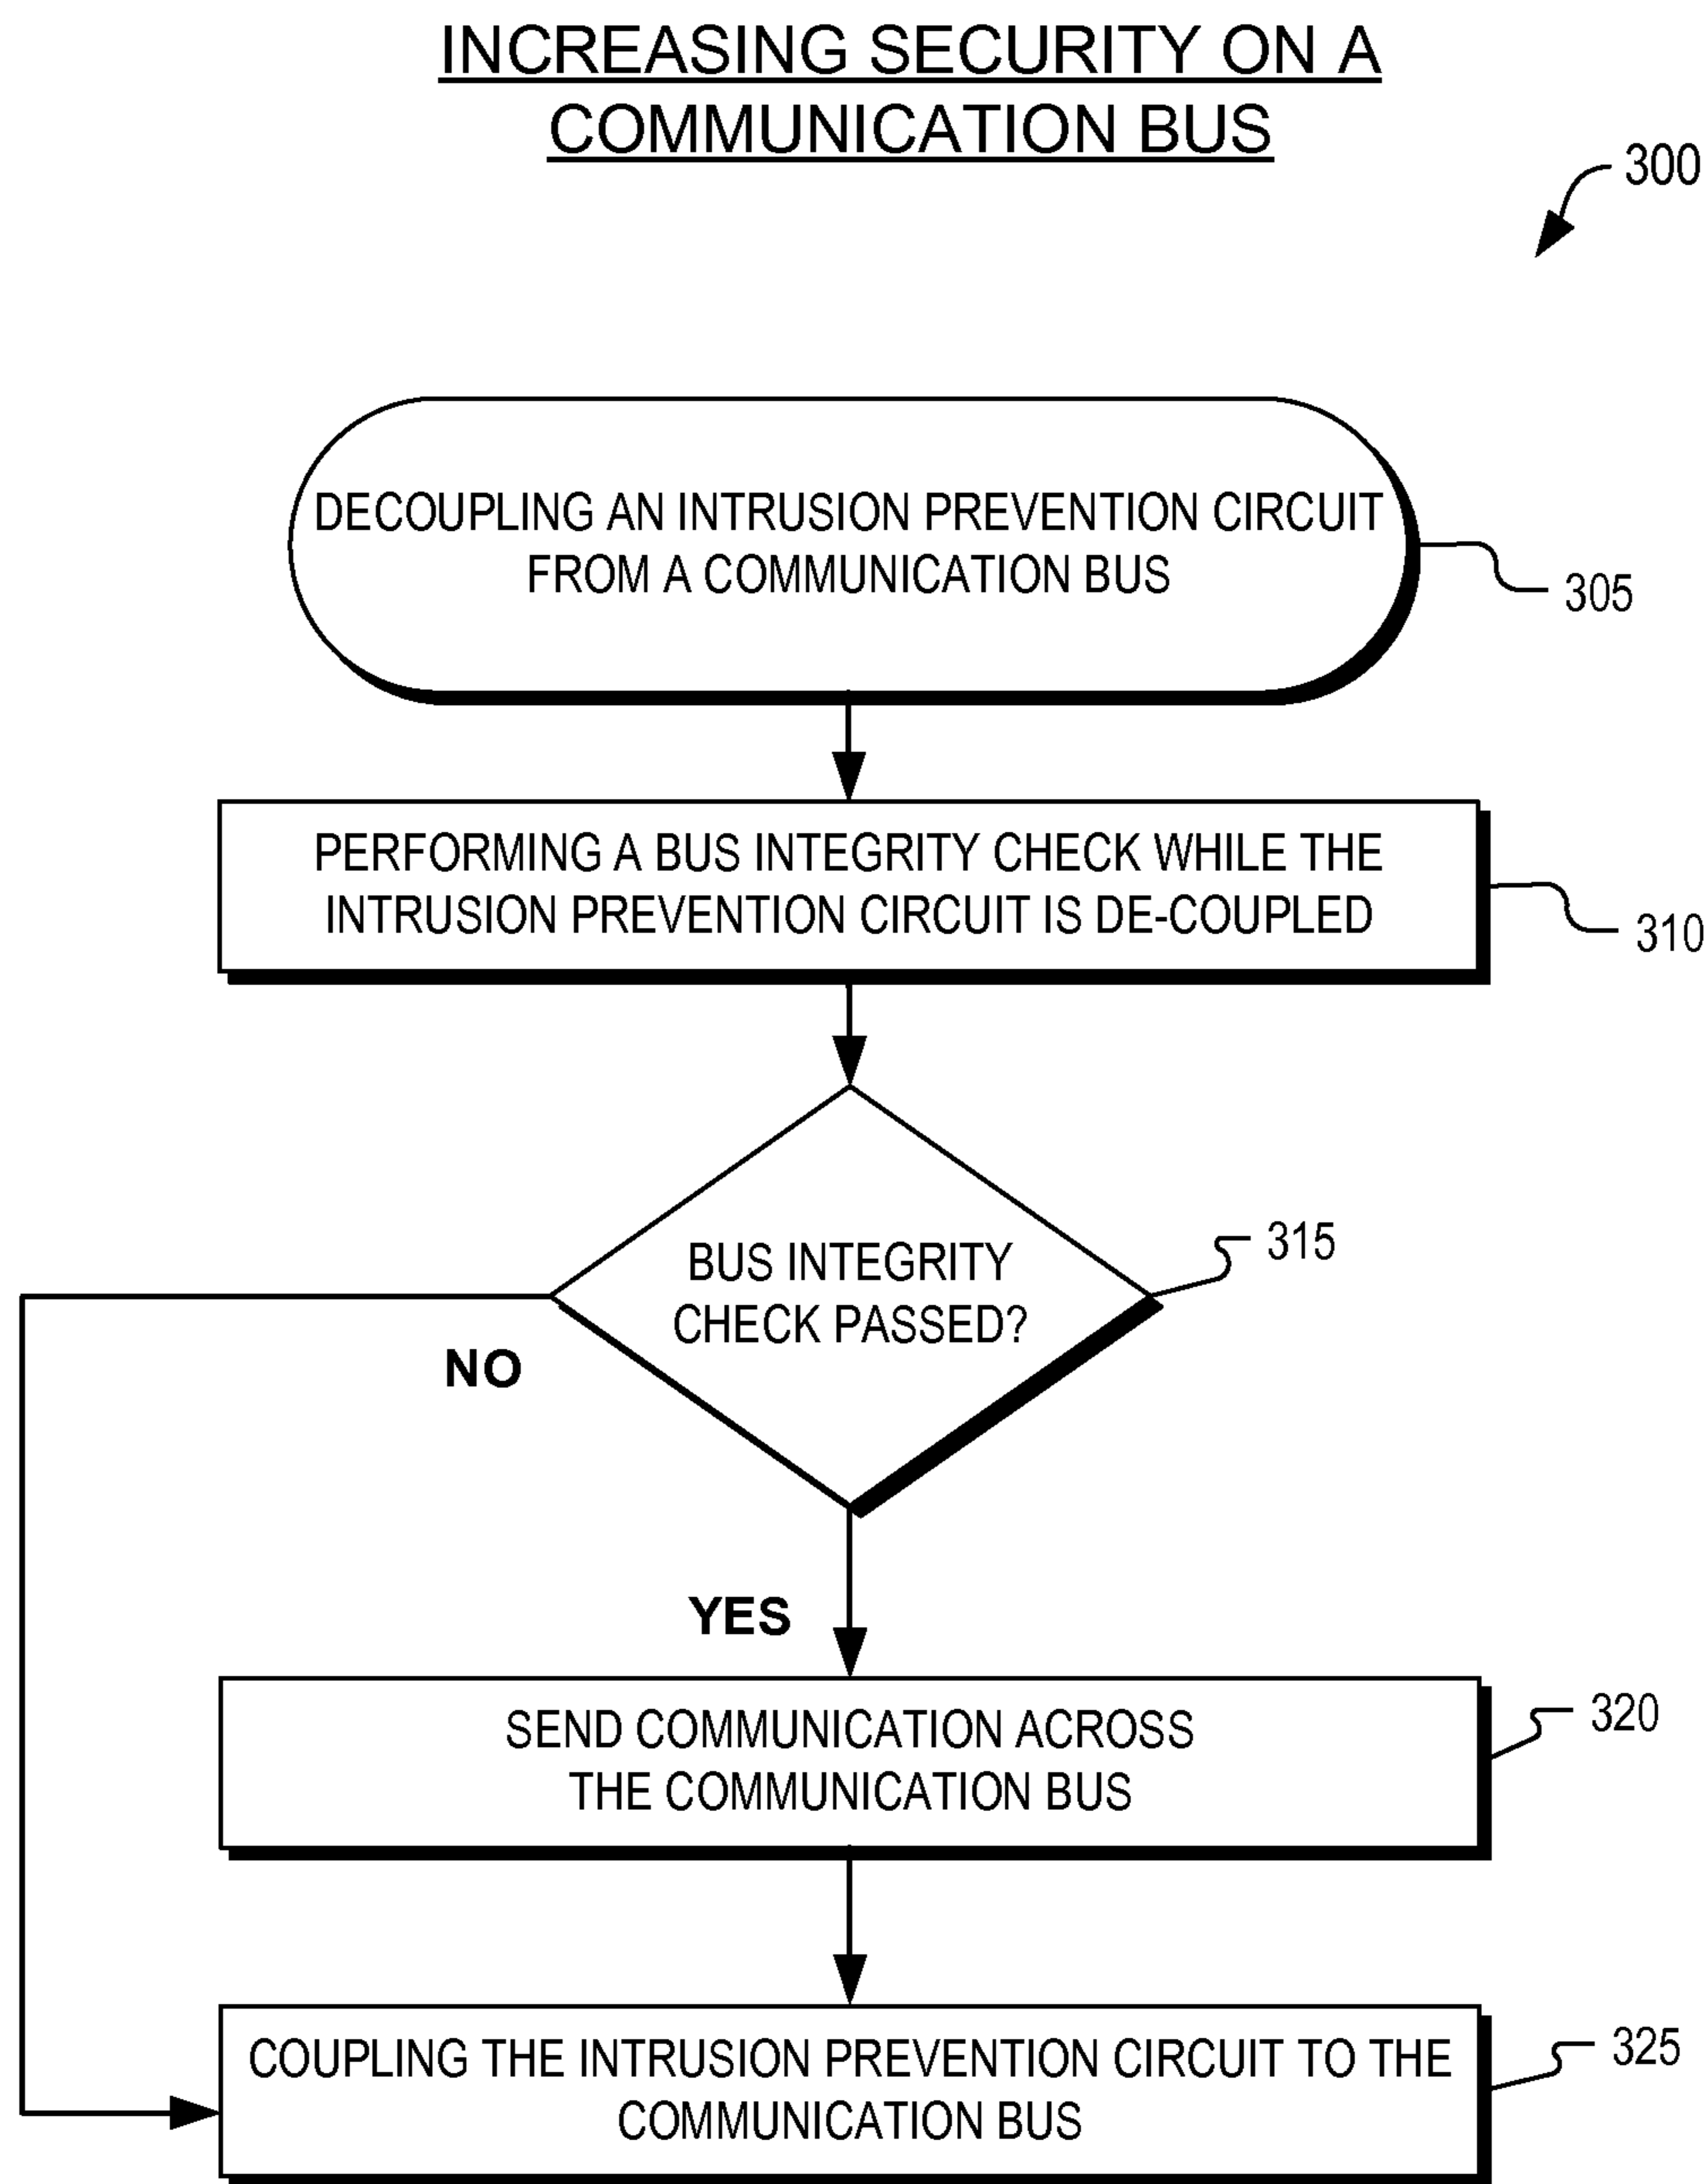 INCREASING SECURITY ON A
COMMUNICATION BUS
300
DECOUPLING AN INTRUSION PREVENTION CIRCUIT
FROM A COMMUNICATION BUS
305
PERFORMING A BUS INTEGRITY CHECK WHILE THE
INTRUSION PREVENTION CIRCUIT IS DE-COUPLED
310
BUS INTEGRITY
CHECK PASSED?
315
NO
YES
SEND COMMUNICATION ACROSS
THE COMMUNICATION BUS
320
COUPLING THE INTRUSION PREVENTION CIRCUIT TO THE
COMMUNICATION BUS
325